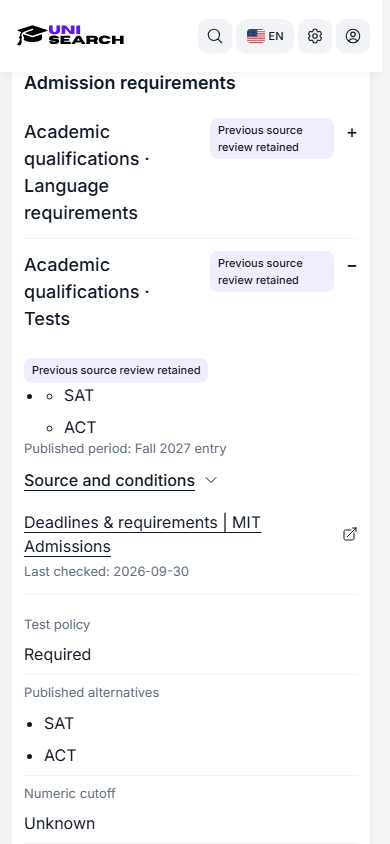 UNI
SEARCH
EN
Admission requirements
Academic
qualifications ·
Language
requirements
Previous source
review retained
+
Academic
qualifications ·
Tests
Previous source
review retained
−
Previous source review retained
SAT
ACT
Published period: Fall 2027 entry
Source and conditions
Deadlines & requirements | MIT
Admissions
Last checked: 2026-09-30
Test policy
Required
Published alternatives
SAT
ACT
Numeric cutoff
Unknown